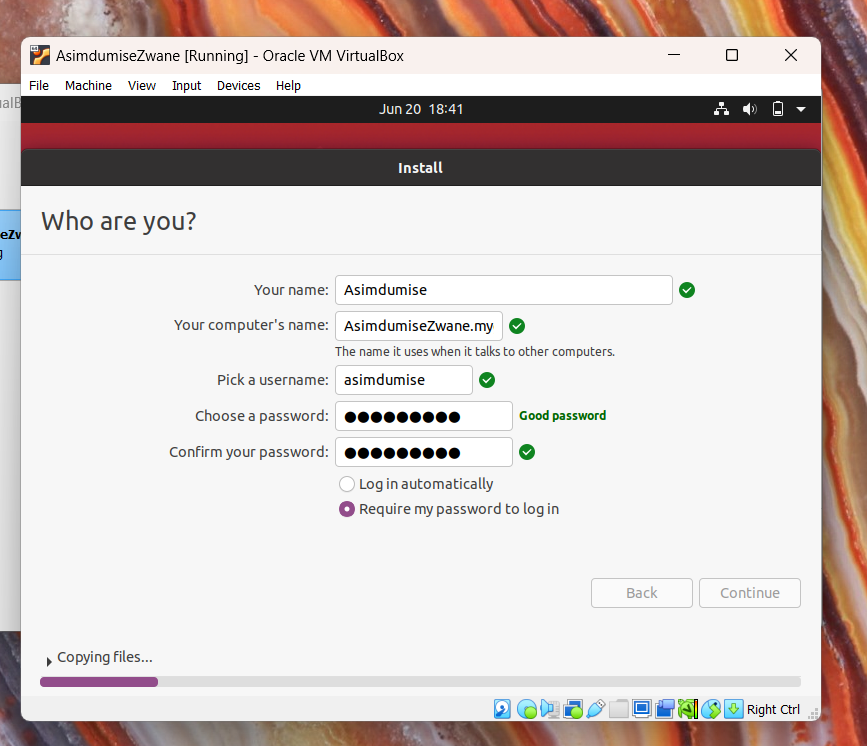 AsimdumiseZwane [Running] - Oracle VM VirtualBox
File Machine View Input Devices Help
Jun 20 18:41
Install
Who are you?
Your name: Asimdumise
Your computer's name: AsimdumiseZwane.my
The name it uses when it talks to other computers.
Pick a username: asimdumise
Choose a password: ●●●●●●●●● Good password
Confirm your password: ●●●●●●●●●
Log in automatically
Require my password to log in
Back Continue
Copying files...
Right Ctrl